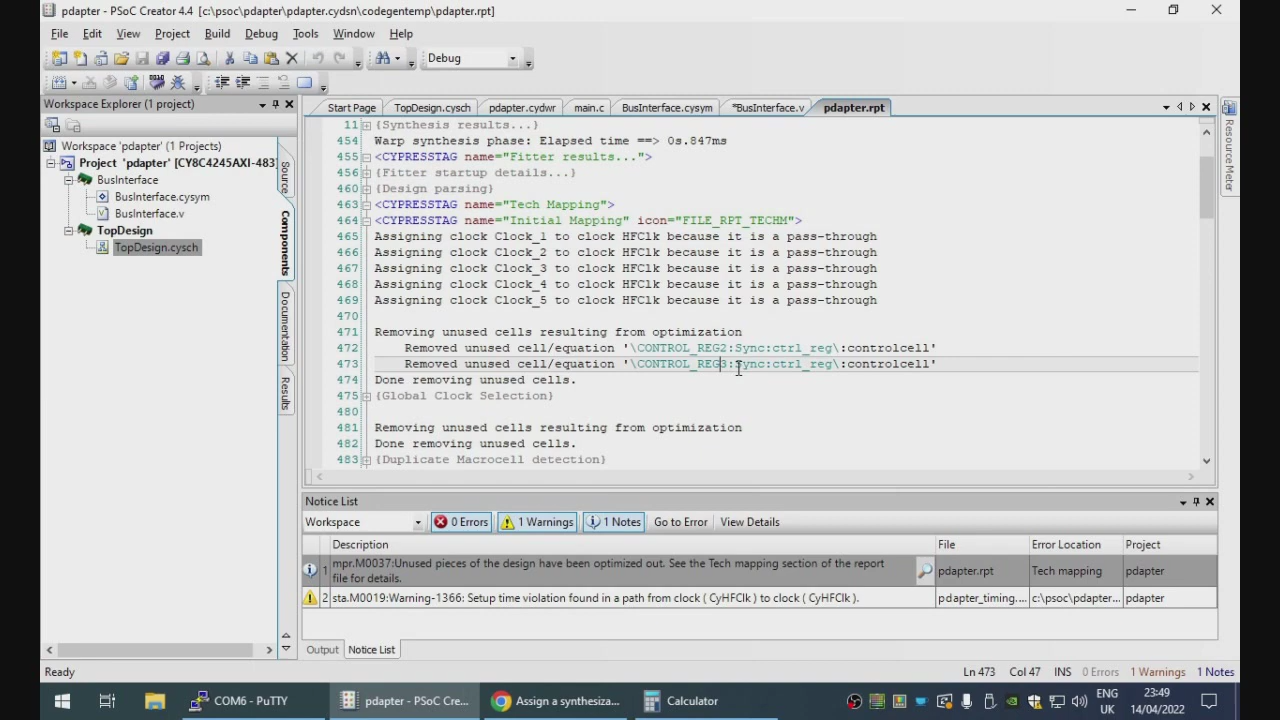 pdapter - PSoC Creator 4.4 [c:\psoc\pdapter\pdapter.cydsn\codegentemp\pdapter.rpt]
File Edit View Project Build Debug Tools Window Help
Debug
Workspace Explorer (1 project)
Workspace 'pdapter' (1 Projects)
Project 'pdapter' [CY8C4245AXI-483]
BusInterface
BusInterface.cysym
BusInterface.v
TopDesign
TopDesign.cysch
Source
Components
Documentation
Results
Start Page TopDesign.cysch pdapter.cydwr main.c BusInterface.cysym *BusInterface.v pdapter.rpt
11 {Synthesis results...}
454 Warp synthesis phase: Elapsed time ==> 0s.847ms
455 <CYPRESSTAG name="Fitter results...">
456 {Fitter startup details...}
460 {Design parsing}
463 <CYPRESSTAG name="Tech Mapping">
464 <CYPRESSTAG name="Initial Mapping" icon="FILE_RPT_TECHM">
465 Assigning clock Clock_1 to clock HFClk because it is a pass-through
466 Assigning clock Clock_2 to clock HFClk because it is a pass-through
467 Assigning clock Clock_3 to clock HFClk because it is a pass-through
468 Assigning clock Clock_4 to clock HFClk because it is a pass-through
469 Assigning clock Clock_5 to clock HFClk because it is a pass-through
470
471 Removing unused cells resulting from optimization
472 Removed unused cell/equation '\CONTROL_REG2:Sync:ctrl_reg\:controlcell'
473 Removed unused cell/equation '\CONTROL_REG3:Sync:ctrl_reg\:controlcell'
474 Done removing unused cells.
475 {Global Clock Selection}
480
481 Removing unused cells resulting from optimization
482 Done removing unused cells.
483 {Duplicate Macrocell detection}
Resource Meter
Notice List
Workspace 0 Errors 1 Warnings 1 Notes Go to Error View Details
Description File Error Location Project
1 mpr.M0037:Unused pieces of the design have been optimized out. See the Tech mapping section of the report file for details. pdapter.rpt Tech mapping pdapter
2 sta.M0019:Warning-1366: Setup time violation found in a path from clock ( CyHFClk ) to clock ( CyHFClk ). pdapter_timing.... c:\psoc\pdapter... pdapter
Output Notice List
Ready Ln 473 Col 47 INS 0 Errors 1 Warnings 1 Notes
COM6 - PuTTY pdapter - PSoC Cre... Assign a synthesiza... Calculator ENG UK 23:49 14/04/2022